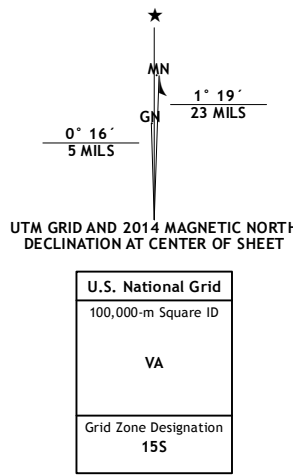 MN
GN
1° 19´
23 MILS
0° 16´
5 MILS
UTM GRID AND 2014 MAGNETIC NORTH
DECLINATION AT CENTER OF SHEET
U.S. National Grid
100,000-m Square ID
VA
Grid Zone Designation
15S